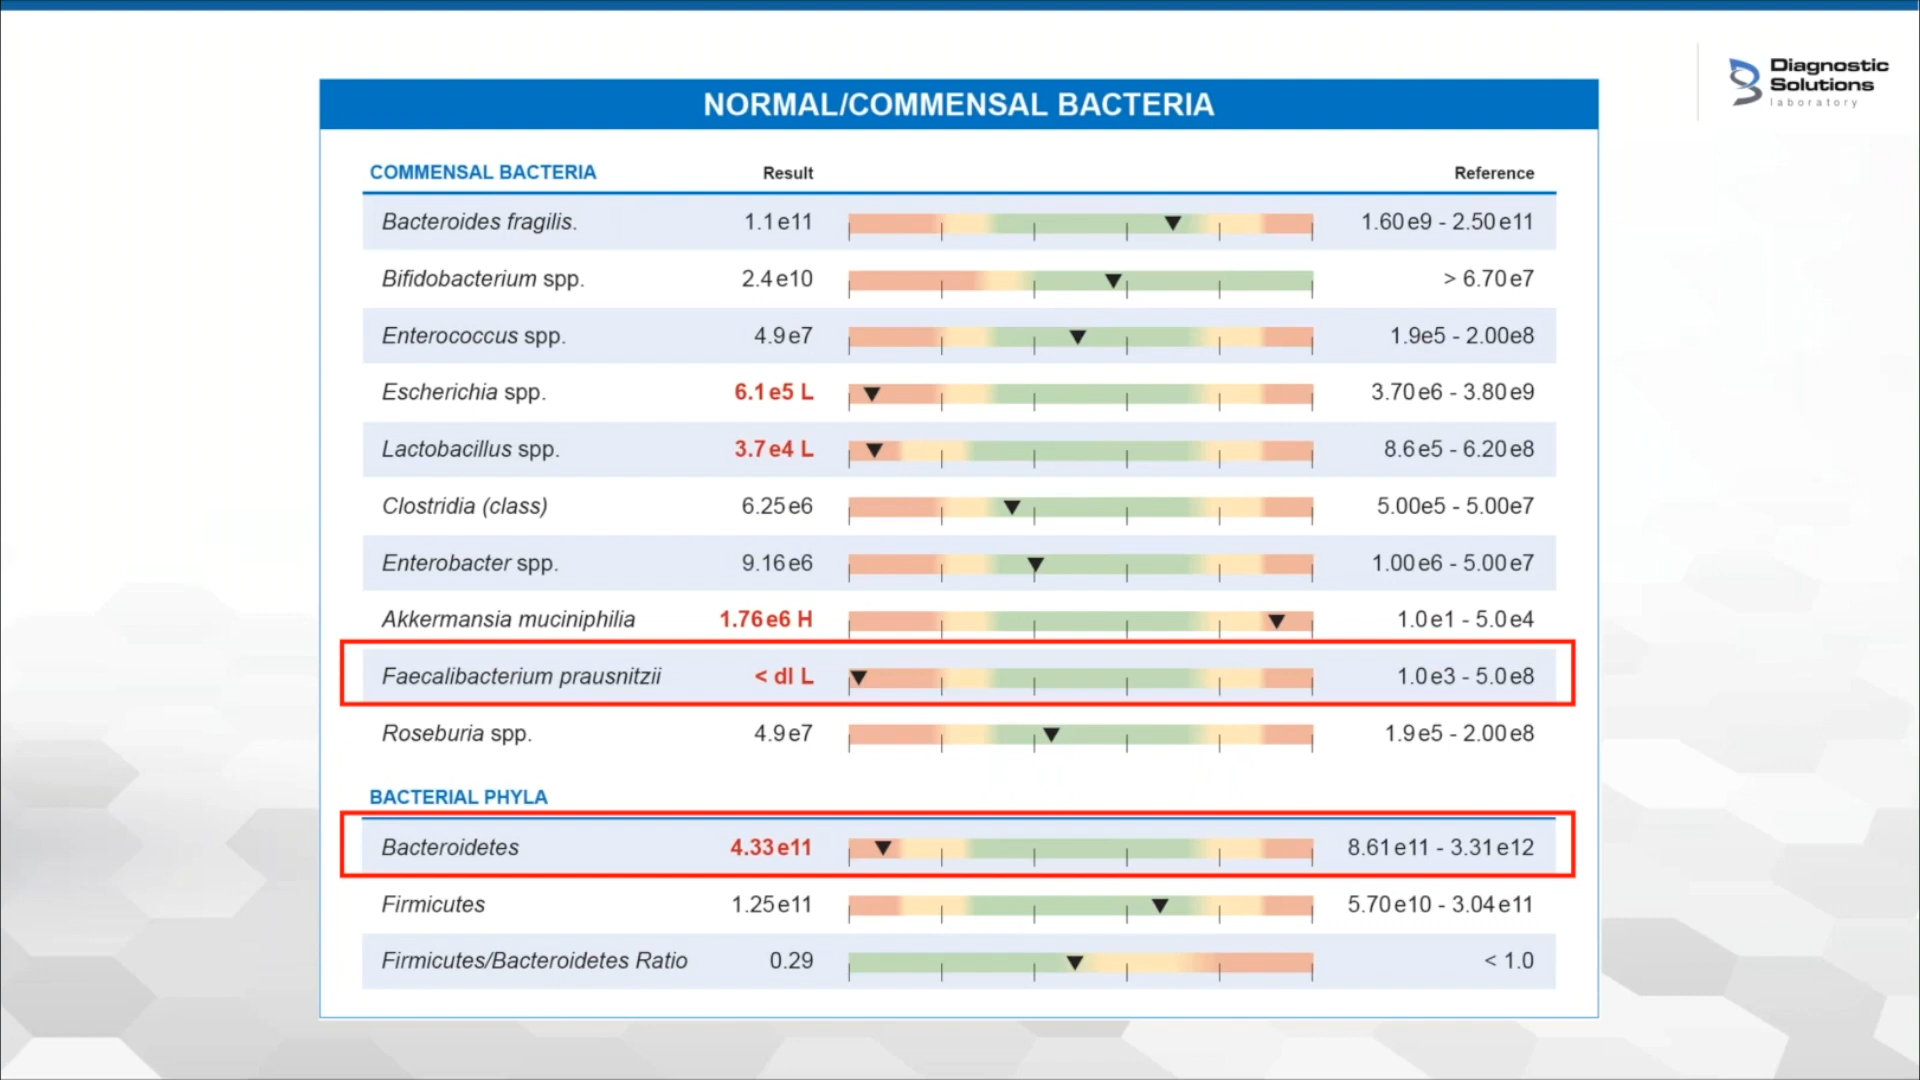 Diagnostic
Solutions
laboratory
NORMAL/COMMENSAL BACTERIA
COMMENSAL BACTERIA Result Reference
Bacteroides fragilis. 1.1e11 1.60e9 - 2.50e11
Bifidobacterium spp. 2.4e10 > 6.70e7
Enterococcus spp. 4.9e7 1.9e5 - 2.00e8
Escherichia spp. 6.1e5 L 3.70e6 - 3.80e9
Lactobacillus spp. 3.7e4 L 8.6e5 - 6.20e8
Clostridia (class) 6.25e6 5.00e5 - 5.00e7
Enterobacter spp. 9.16e6 1.00e6 - 5.00e7
Akkermansia muciniphilia 1.76e6 H 1.0e1 - 5.0e4
Faecalibacterium prausnitzii < dl L 1.0e3 - 5.0e8
Roseburia spp. 4.9e7 1.9e5 - 2.00e8
BACTERIAL PHYLA
Bacteroidetes 4.33e11 8.61e11 - 3.31e12
Firmicutes 1.25e11 5.70e10 - 3.04e11
Firmicutes/Bacteroidetes Ratio 0.29 < 1.0